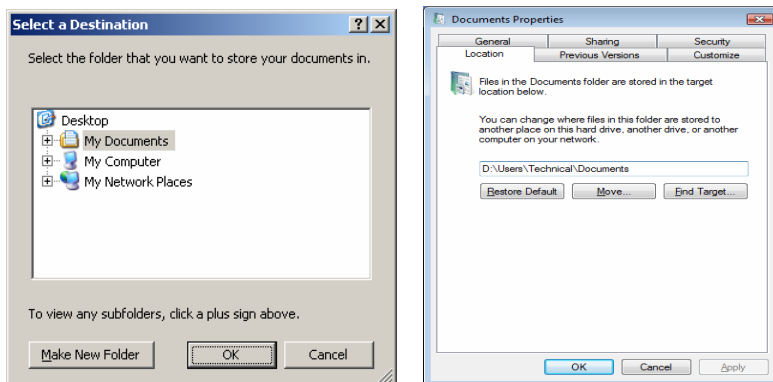 Select a Destination
Select the folder that you want to store your documents in.
Desktop
My Documents
My Computer
My Network Places
To view any subfolders, click a plus sign above.
Make New Folder
OK
Cancel
Documents Properties
General
Sharing
Security
Location
Previous Versions
Customize
Files in the Documents folder are stored in the target
location below.
You can change where files in this folder are stored to
another place on this hard drive, another drive, or another
computer on your network.
D:\Users\Technical\Documents
Restore Default
Move...
Find Target...
OK
Cancel
Apply